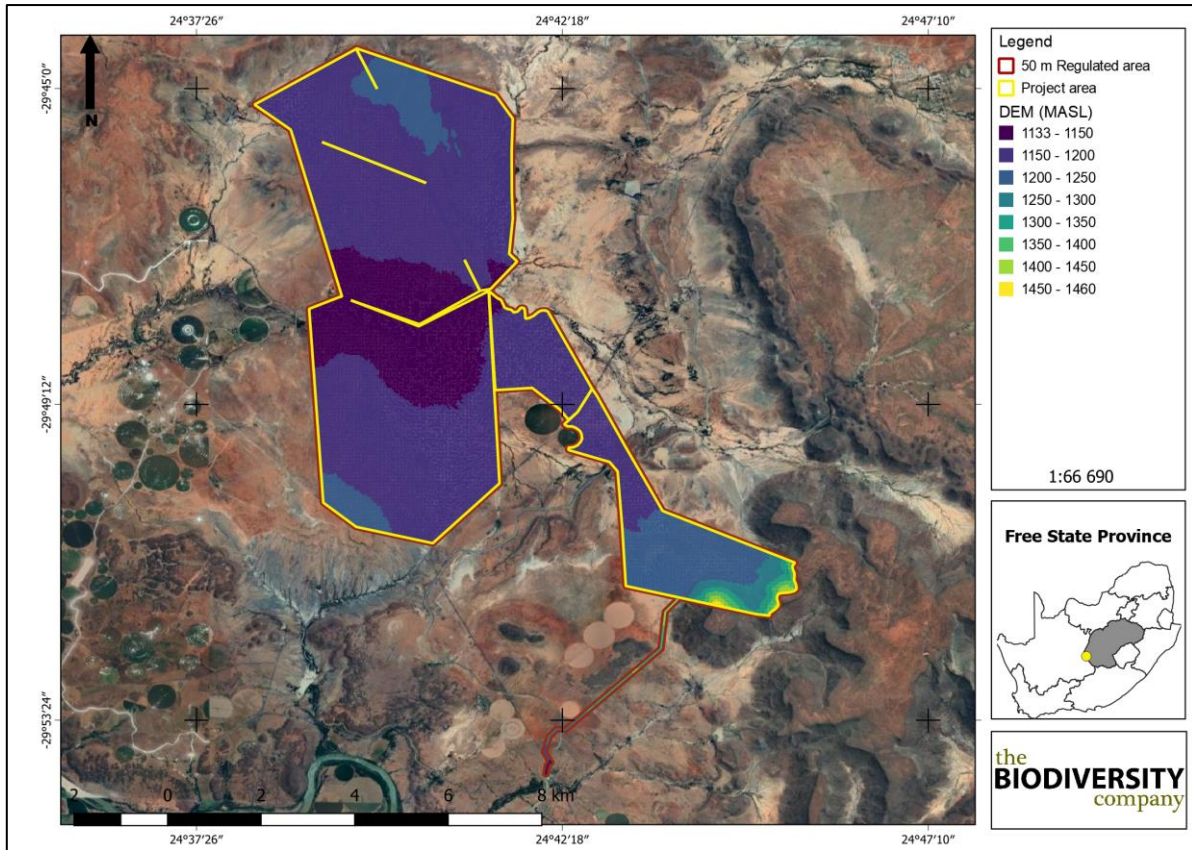 24°37'26" 24°42'18" 24°47'10"
-29°45'0"
-29°49'12"
-29°53'24"
N
2 0 2 4 6 8 km
24°37'26" 24°42'18" 24°47'10"
Legend
50 m Regulated area
Project area
DEM (MASL)
1133 - 1150
1150 - 1200
1200 - 1250
1250 - 1300
1300 - 1350
1350 - 1400
1400 - 1450
1450 - 1460
1:66 690
Free State Province
the
BIODIVERSITY
company